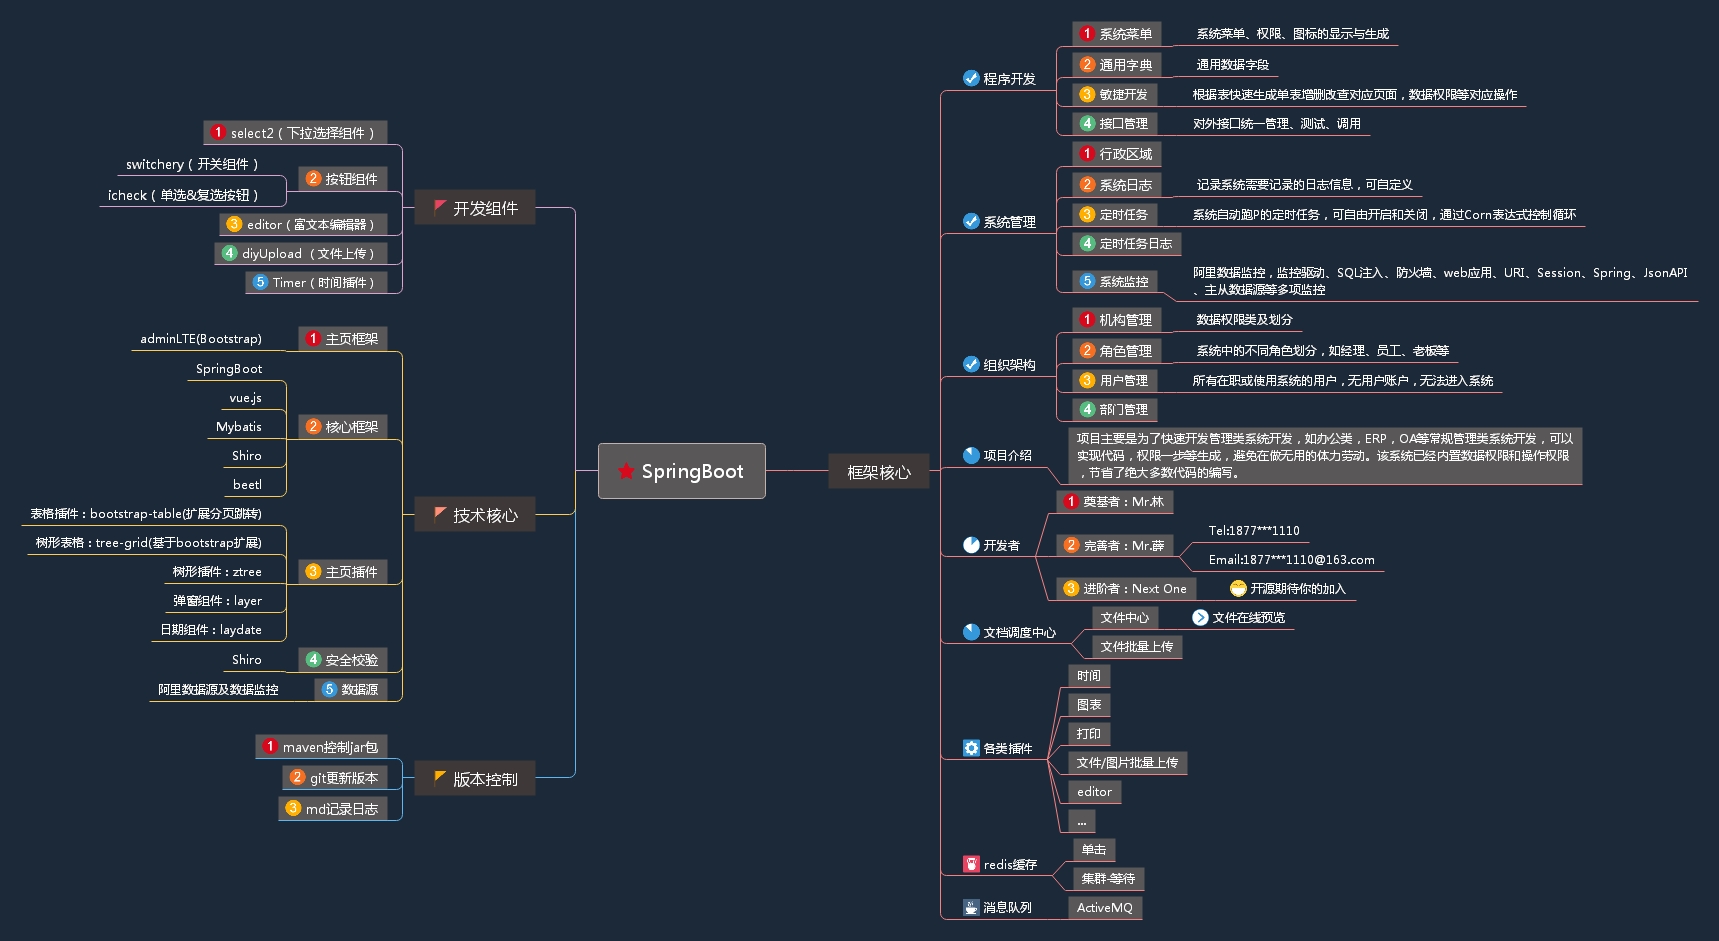 SpringBoot
框架核心
程序开发
1 系统菜单
系统菜单、权限、图标的显示与生成
2 通用字典
通用数据字段
3 敏捷开发
根据表快速生成单表增删改查对应页面，数据权限等对应操作
4 接口管理
对外接口统一管理、测试、调用
系统管理
1 行政区域
2 系统日志
记录系统需要记录的日志信息，可自定义
3 定时任务
系统自动跑P的定时任务，可自由开启和关闭，通过Corn表达式控制循环
4 定时任务日志
5 系统监控
阿里数据监控，监控驱动、SQL注入、防火墙、web应用、URI、Session、Spring、JsonAPI
、主从数据源等多项监控
组织架构
1 机构管理
数据权限类及划分
2 角色管理
系统中的不同角色划分，如经理、员工、老板等
3 用户管理
所有在职或使用系统的用户，无用户账户，无法进入系统
4 部门管理
项目介绍
项目主要是为了快速开发管理类系统开发，如办公类，ERP，OA等常规管理类系统开发，可以
实现代码，权限一步等生成，避免在做无用的体力劳动。该系统已经内置数据权限和操作权限
，节省了绝大多数代码的编写。
开发者
1 奠基者：Mr.林
2 完善者：Mr.薛
Tel:1877***1110
Email:1877***1110@163.com
3 进阶者：Next One
开源期待你的加入
文档调度中心
文件中心
文件在线预览
文件批量上传
各类插件
时间
图表
打印
文件/图片批量上传
editor
...
redis缓存
单击
集群-等待
消息队列
ActiveMQ
开发组件
1 select2（下拉选择组件）
2 按钮组件
switchery（开关组件）
icheck（单选&复选按钮）
3 editor（富文本编辑器）
4 diyUpload （文件上传）
5 Timer（时间插件）
技术核心
1 主页框架
adminLTE(Bootstrap)
2 核心框架
SpringBoot
vue.js
Mybatis
Shiro
beetl
3 主页插件
表格插件：bootstrap-table(扩展分页跳转)
树形表格：tree-grid(基于bootstrap扩展)
树形插件：ztree
弹窗组件：layer
日期组件：laydate
4 安全校验
Shiro
5 数据源
阿里数据源及数据监控
版本控制
1 maven控制jar包
2 git更新版本
3 md记录日志